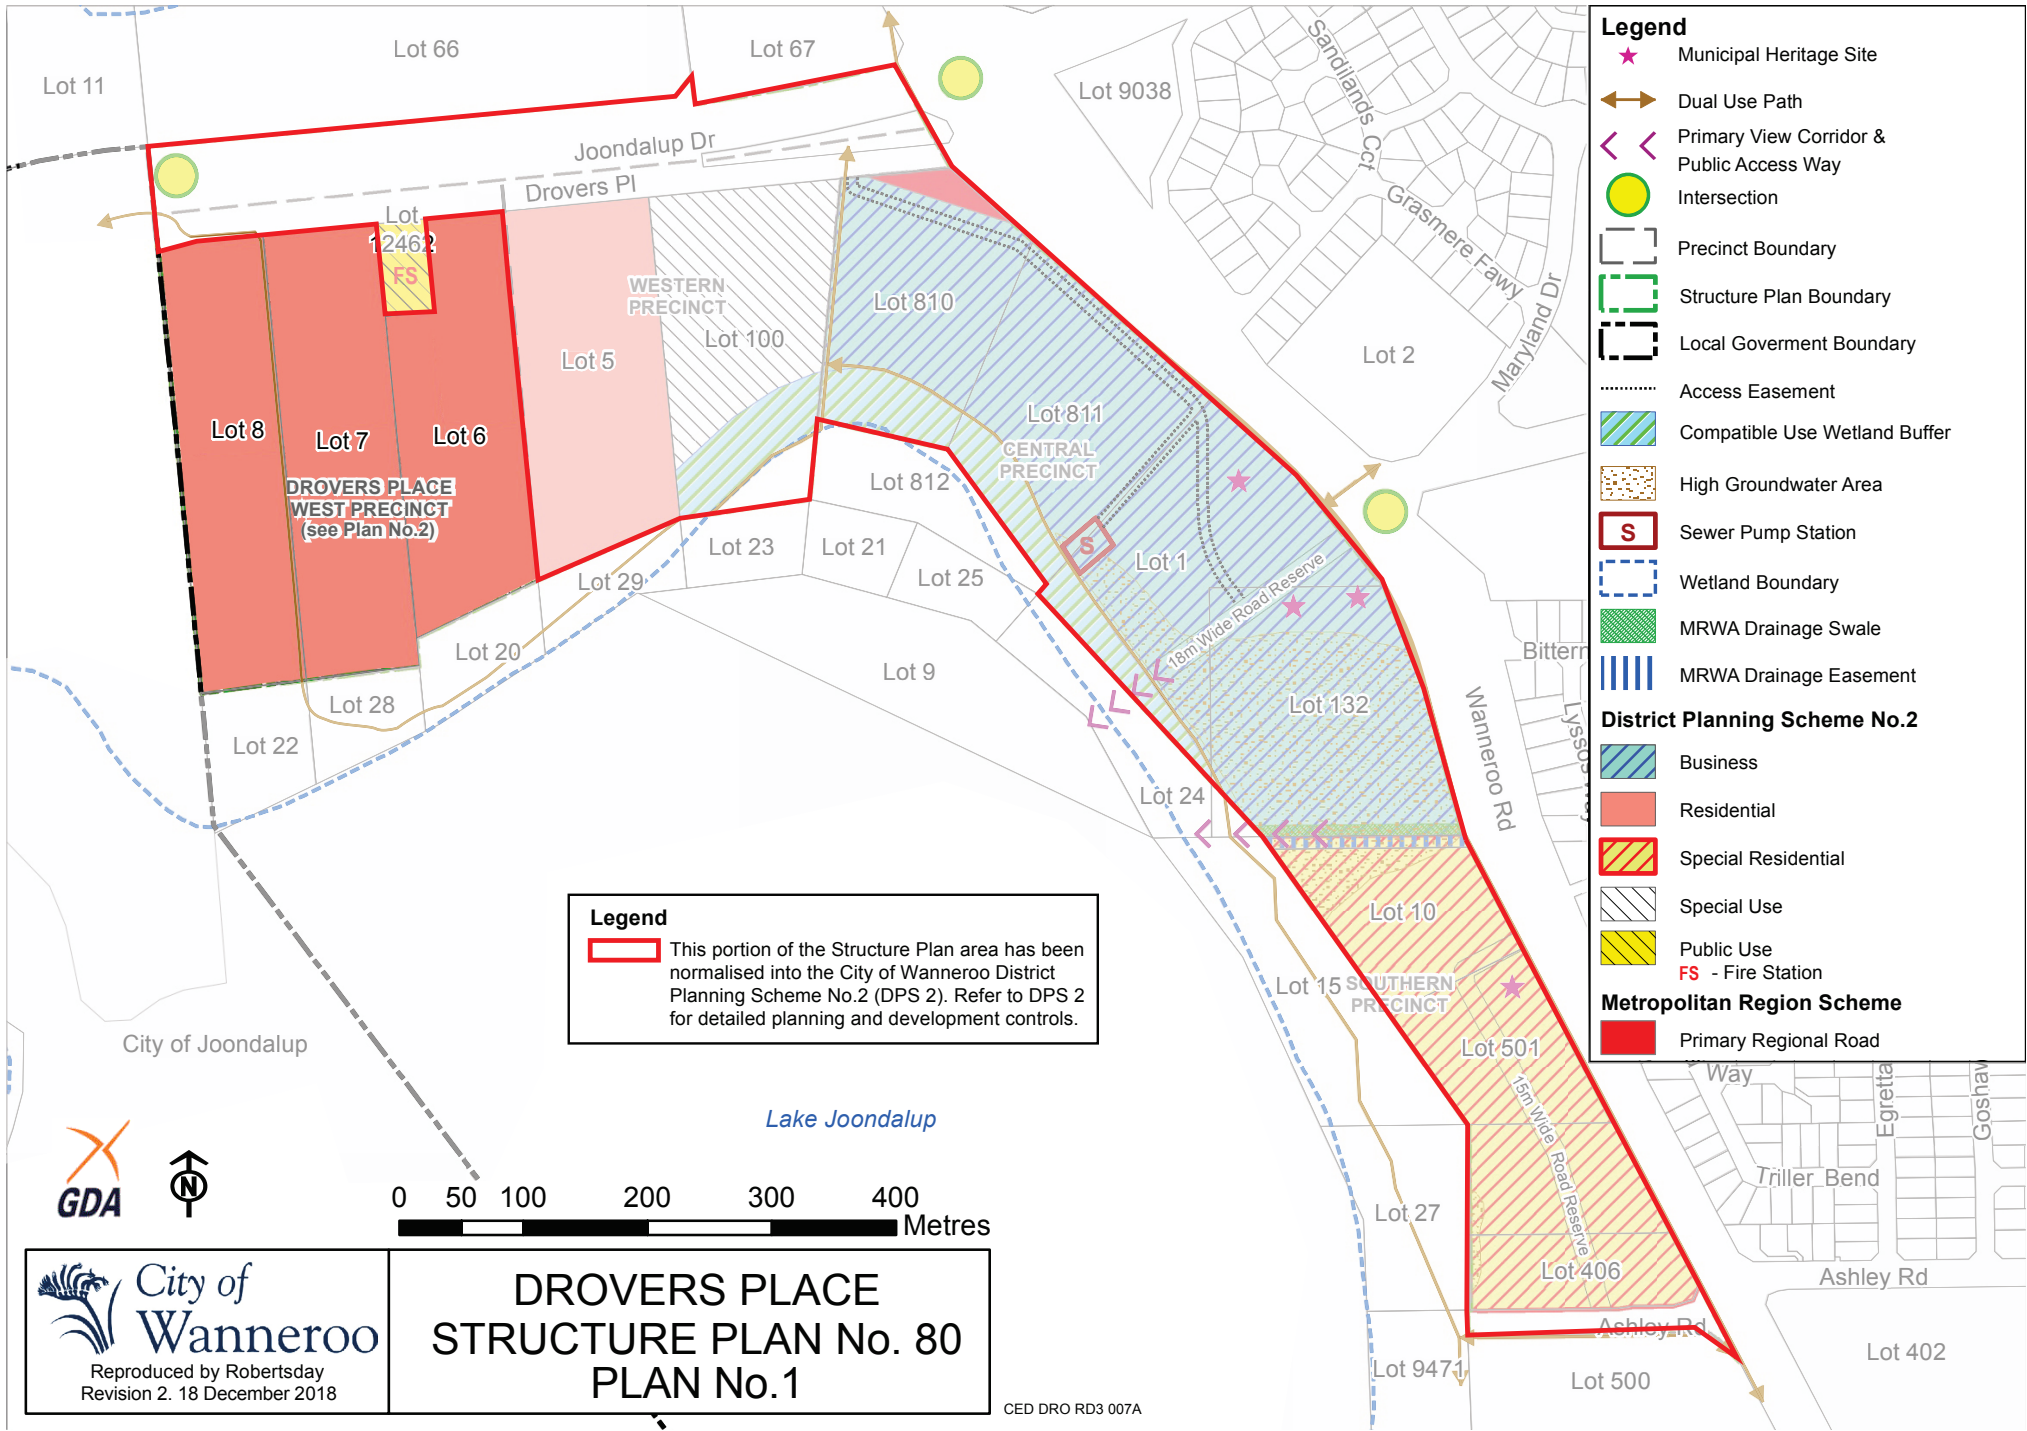 Lot 66
Lot 67
Lot 11
Lot 9038
Sandilands Cct
Grasmere Fawy
Maryland Dr
Joondalup Dr
Drovers Pl
Lot
12462
FS
WESTERN
PRECINCT
Lot 810
Lot 100
Lot 5
Lot 2
Lot 8
Lot 7
Lot 6
Lot 811
CENTRAL
PRECINCT
DROVERS PLACE
WEST PRECINCT
(see Plan No.2)
Lot 812
Lot 23
Lot 21
Lot 25
Lot 29
S
Lot 1
18m Wide Road Reserve
Lot 20
Lot 9
Lot 28
Lot 22
Lot 132
Wanneroo Rd
Bittern
Lot 24
Lot 10
Lot 15
SOUTHERN
PRECINCT
Lot 501
15m Wide Road Reserve
Lot 27
Lot 406
Ashley Rd
Lot 9471
Lot 500
Lot 402
Ashley Rd
Triller Bend
Way
Egretta
Goshaw
City of Joondalup
Lake Joondalup
Legend
Municipal Heritage Site
Dual Use Path
Primary View Corridor &
Public Access Way
Intersection
Precinct Boundary
Structure Plan Boundary
Local Goverment Boundary
Access Easement
Compatible Use Wetland Buffer
High Groundwater Area
S Sewer Pump Station
Wetland Boundary
MRWA Drainage Swale
MRWA Drainage Easement
District Planning Scheme No.2
Business
Residential
Special Residential
Special Use
Public Use
FS - Fire Station
Metropolitan Region Scheme
Primary Regional Road
Legend
This portion of the Structure Plan area has been
normalised into the City of Wanneroo District
Planning Scheme No.2 (DPS 2). Refer to DPS 2
for detailed planning and development controls.
GDA
N
0 50 100 200 300 400
Metres
City of
Wanneroo
Reproduced by Robertsday
Revision 2. 18 December 2018
DROVERS PLACE
STRUCTURE PLAN No. 80
PLAN No.1
CED DRO RD3 007A